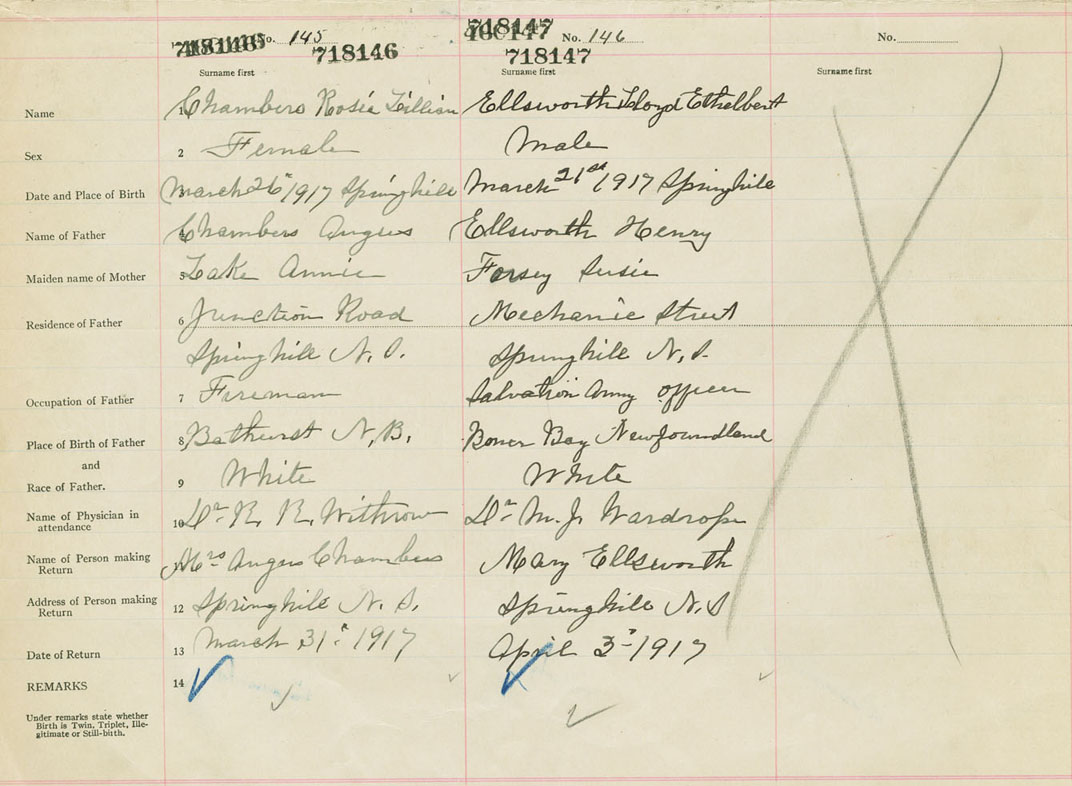 718146 No. 145 718147 No. 146 No.
718146 718147
Surname first Surname first Surname first
Name 1 Chambers Rosie Lillian Ellsworth Lloyd Ethelbert
Sex 2 Female Male
Date and Place of Birth March 26 1917 Springhill March 21st 1917 Springhill
Name of Father 4 Chambers Angus Ellsworth Henry
Maiden name of Mother 5 Lake Annie Forsey Susie
Residence of Father 6 Junction Road Mechanic Street
Springhill N.S. Springhill N.S.
Occupation of Father 7 Fireman Salvation Army officer
Place of Birth of Father 8 Bathurst N.B. Boner Bay Newfoundland
and
Race of Father. 9 White White
Name of Physician in
attendance 10 Dr R. R. Withrow Dr M. J. Wardrope
Name of Person making
Return Mrs Angus Chambers Mary Ellsworth
Address of Person making
Return 12 Springhill N.S. Springhill N.S
Date of Return 13 March 31st 1917 April 3rd 1917
REMARKS 14
Under remarks state whether
Birth is Twin, Triplet, Ille-
gitimate or Still-birth.